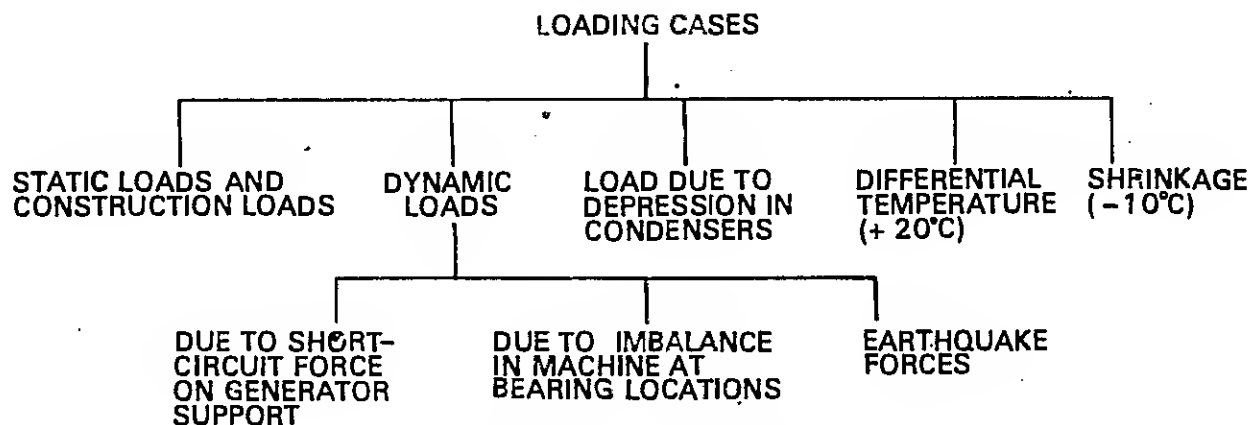 LOADING CASES
STATIC LOADS AND
CONSTRUCTION LOADS
DYNAMIC
LOADS
LOAD DUE TO
DEPRESSION IN
CONDENSERS
DIFFERENTIAL
TEMPERATURE
(+ 20°C)
SHRINKAGE
(−10°C)
DUE TO SHORT-
CIRCUIT FORCE
ON GENERATOR
SUPPORT
DUE TO IMBALANCE
IN MACHINE AT
BEARING LOCATIONS
EARTHQUAKE
FORCES